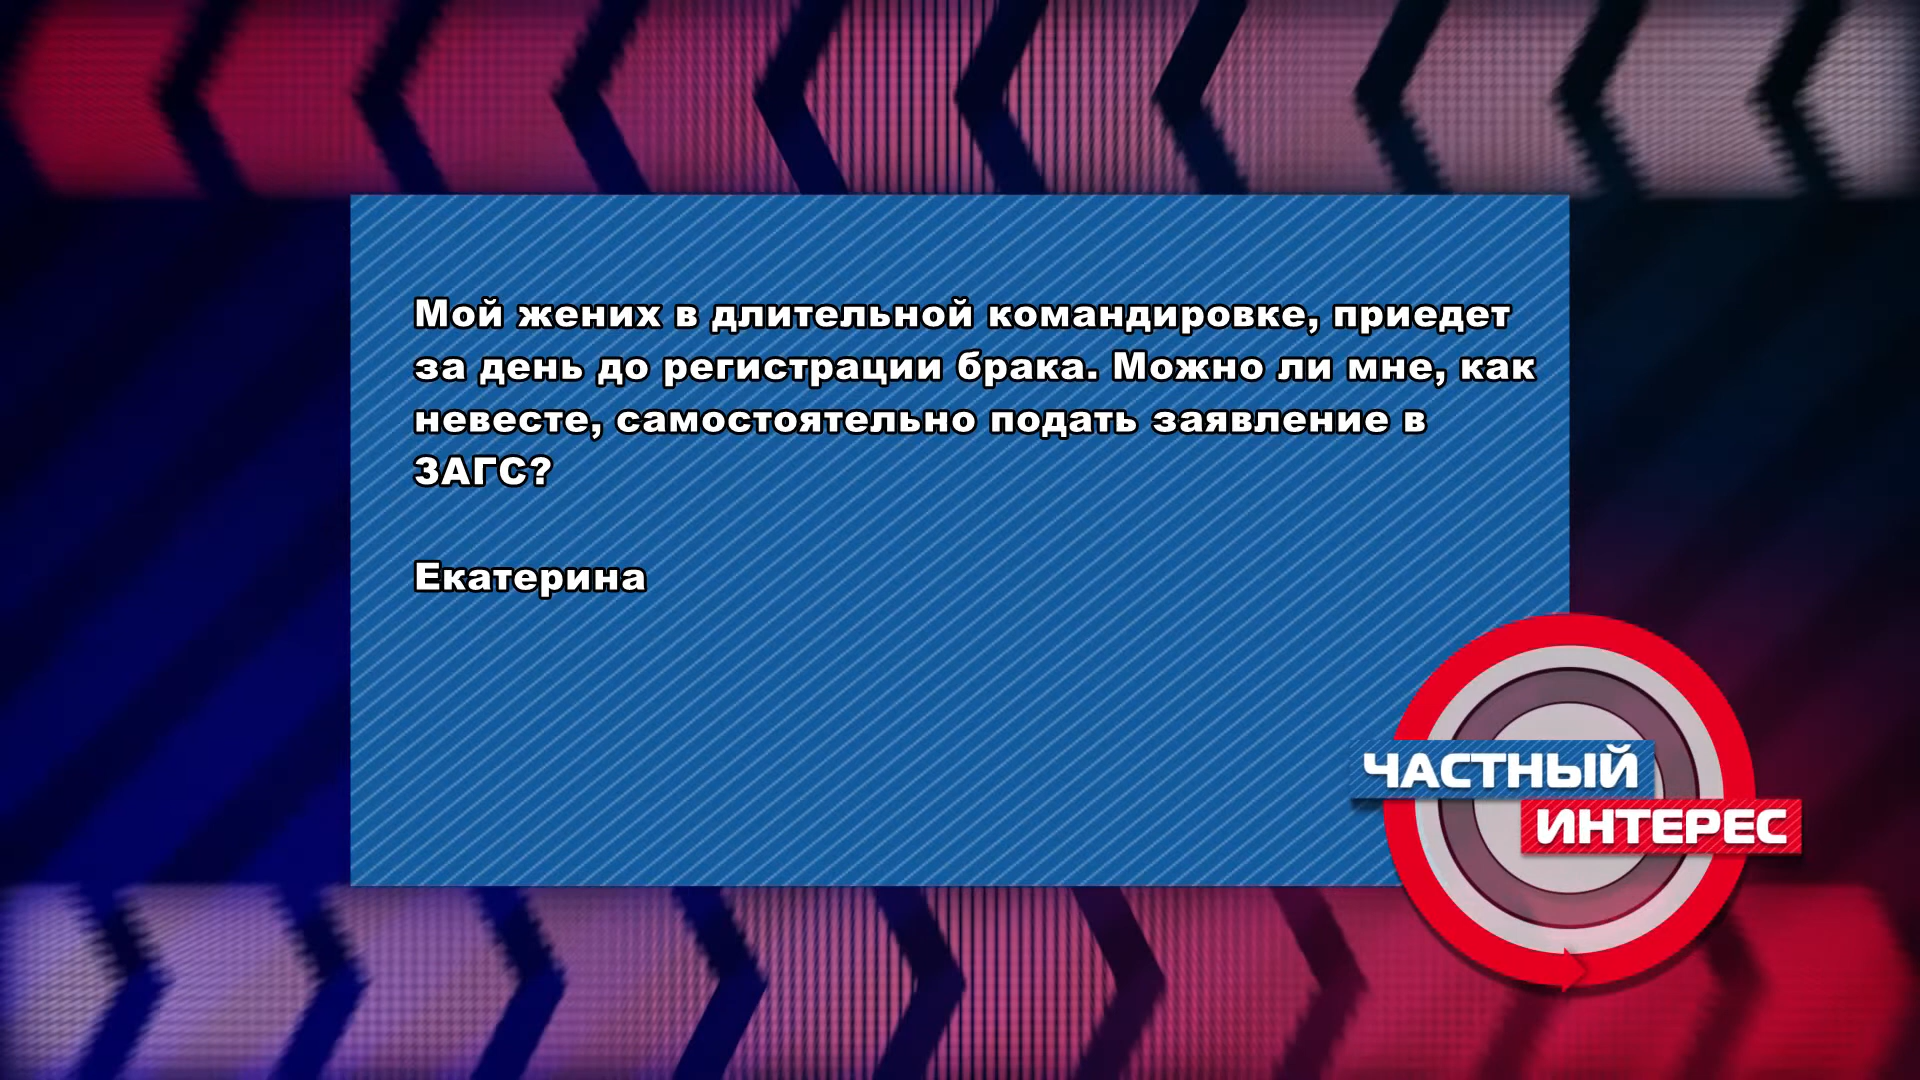 Мой жених в длительной командировке, приедет
за день до регистрации брака. Можно ли мне, как
невесте, самостоятельно подать заявление в
ЗАГС?
Екатерина
ЧАСТНЫЙ
ИНТЕРЕС